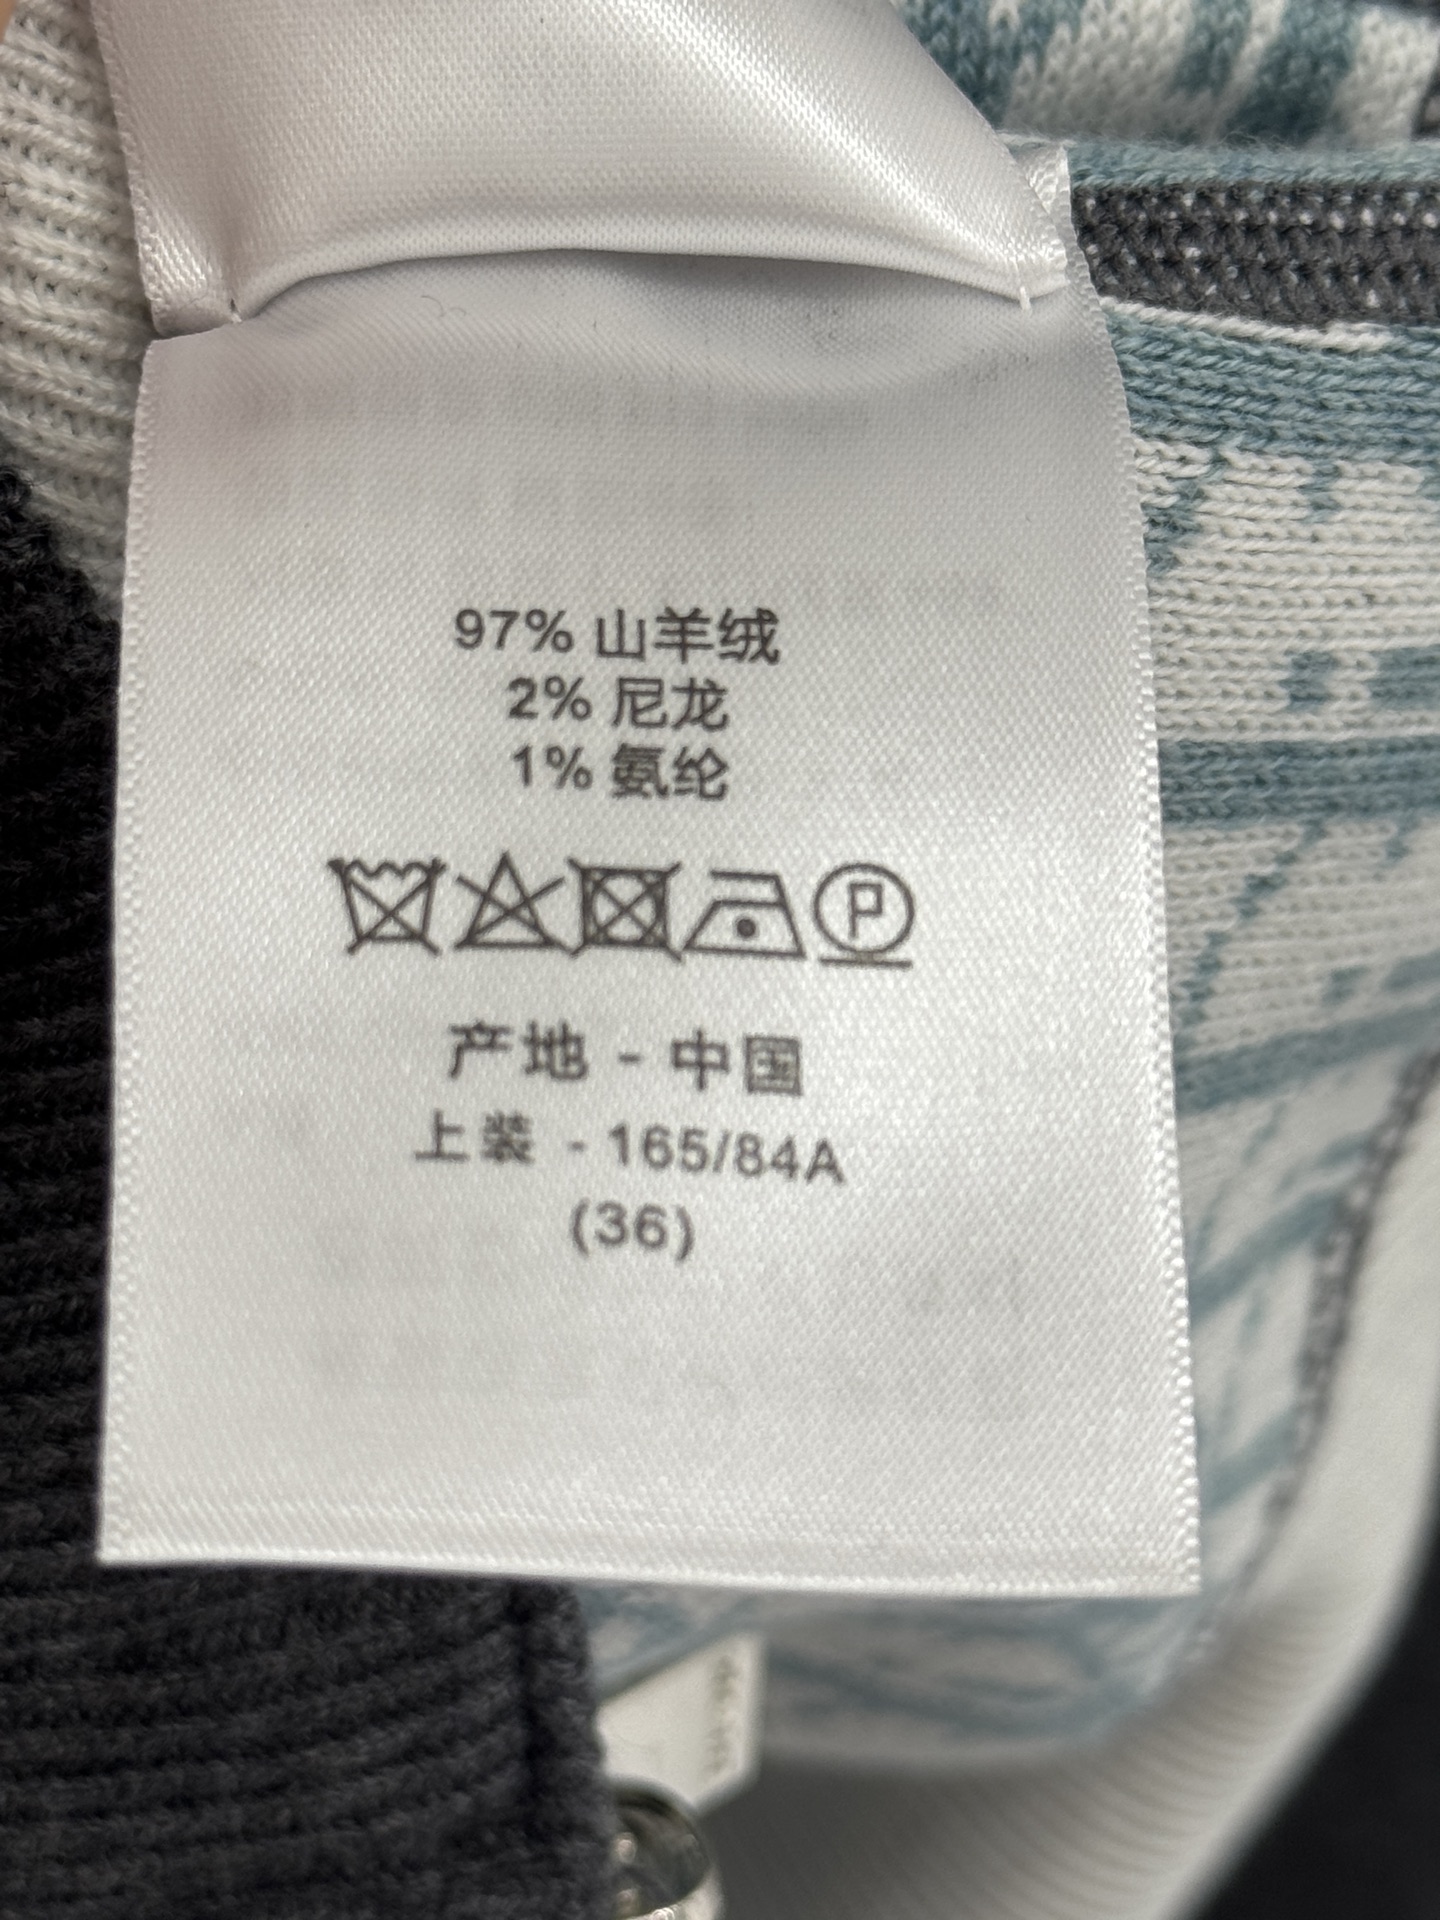 97% 山羊绒
2% 尼龙
1% 氨纶
P
产地 - 中国
上装 - 165/84A
(36)